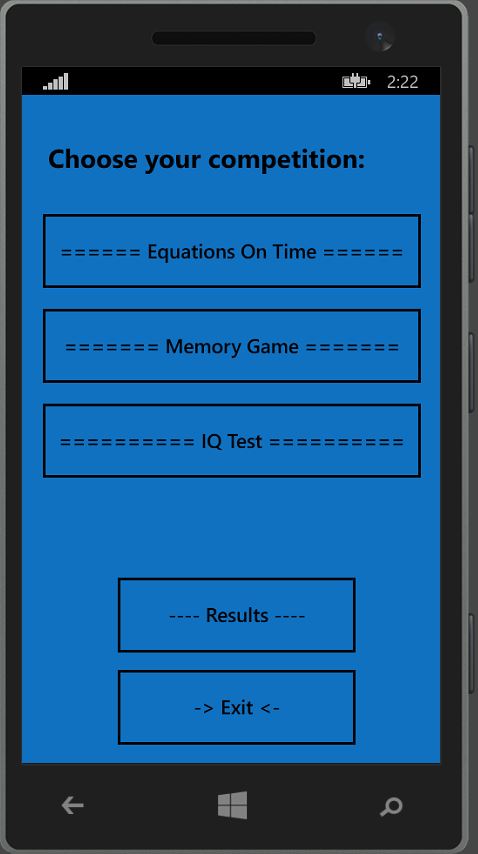 2:22
Choose your competition:
====== Equations On Time ======
======= Memory Game =======
========== IQ Test ==========
---- Results ----
-> Exit <-